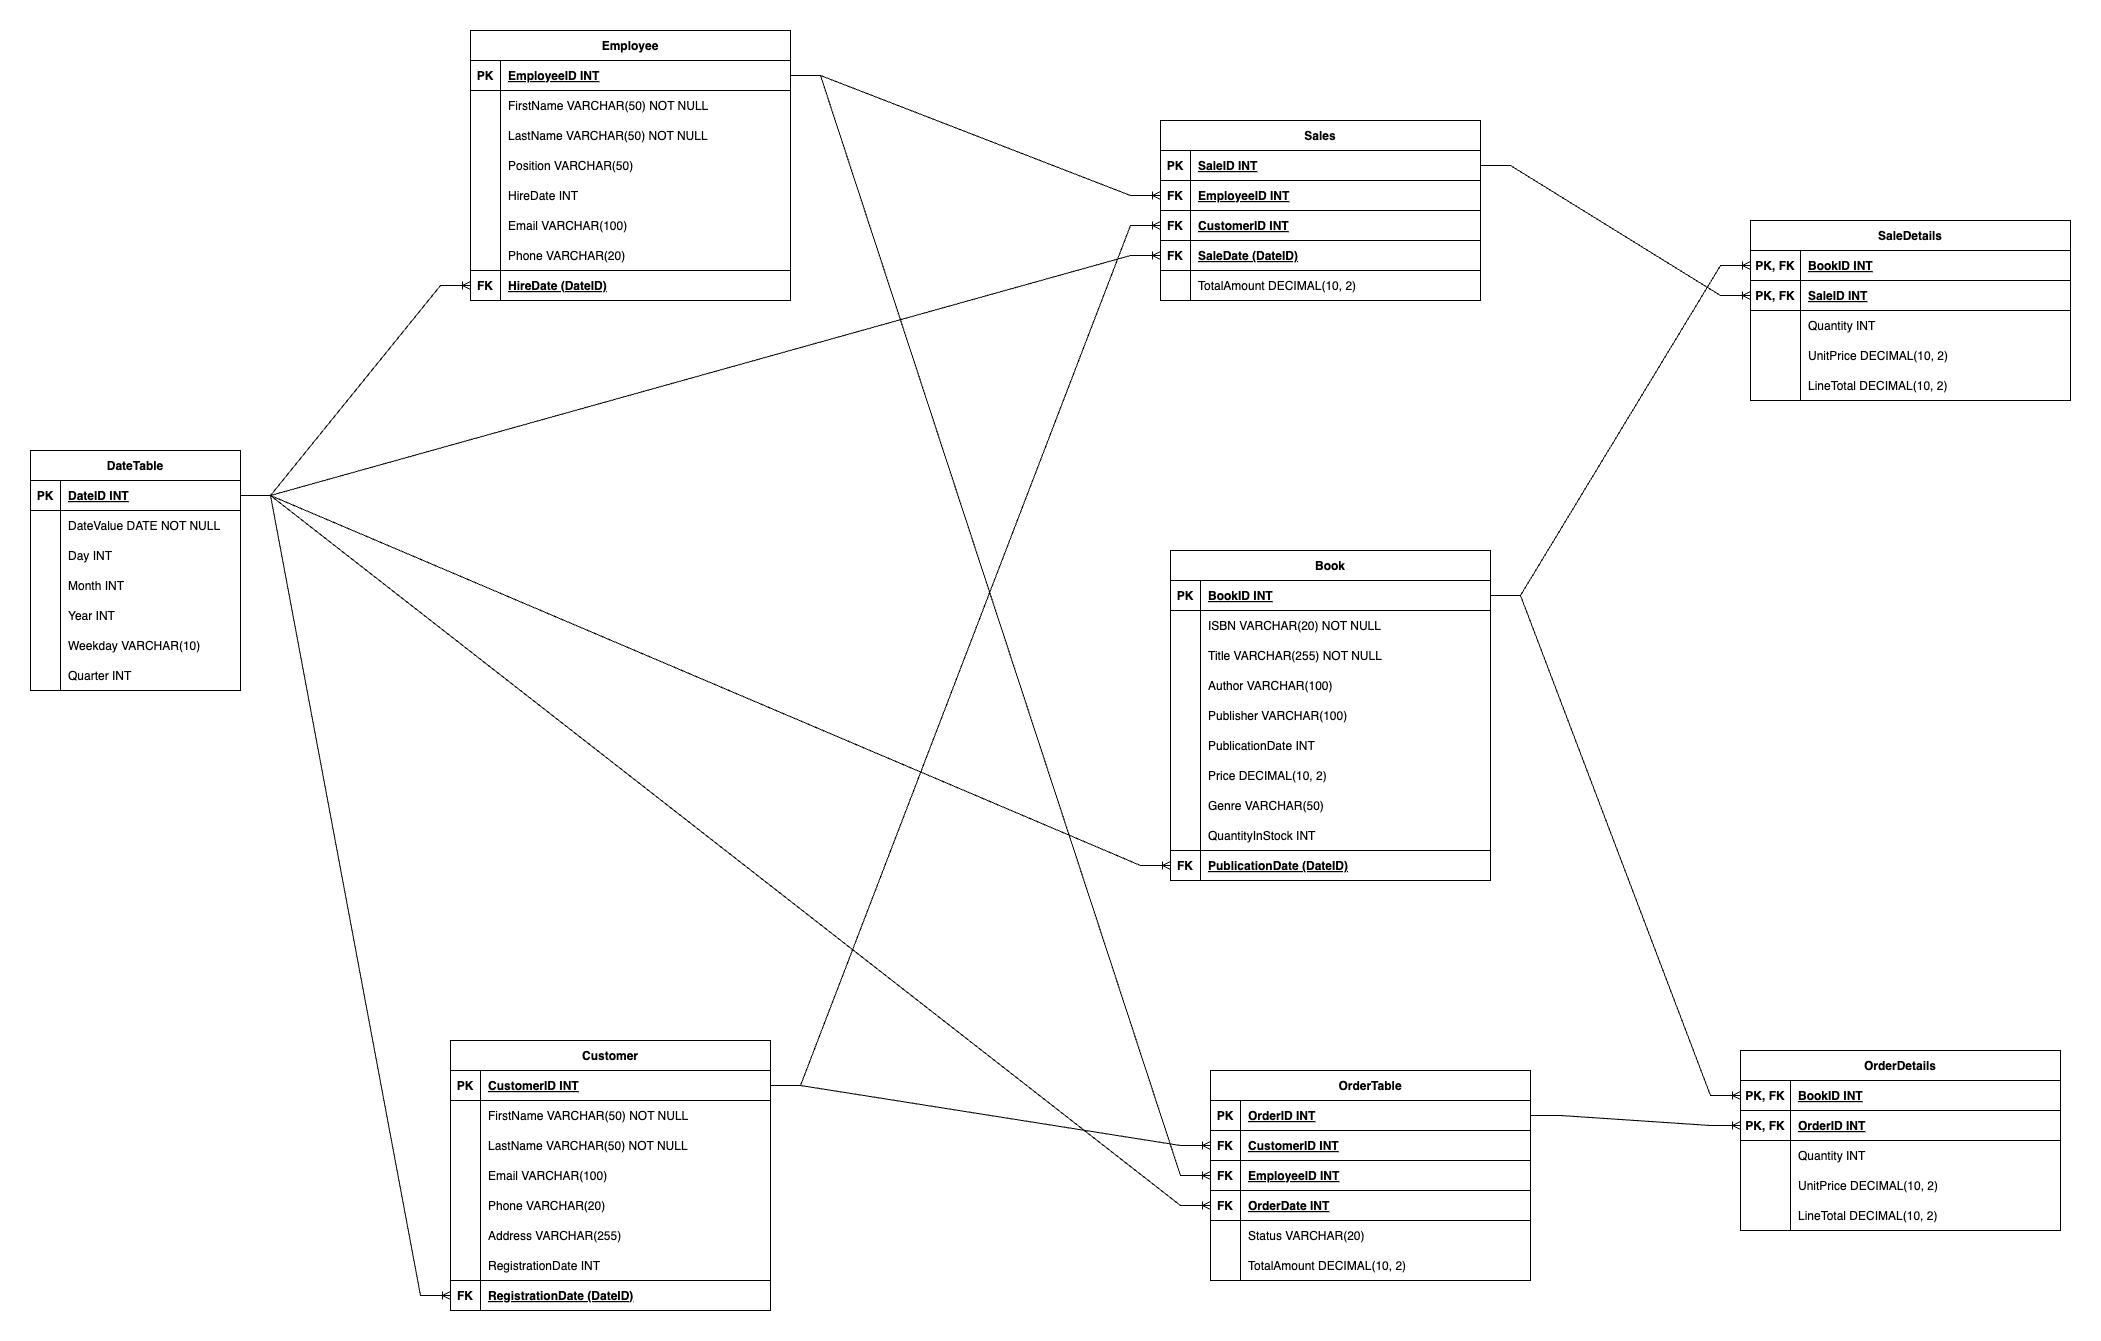 Employee
PK EmployeeID INT
FirstName VARCHAR(50) NOT NULL
LastName VARCHAR(50) NOT NULL
Position VARCHAR(50)
HireDate INT
Email VARCHAR(100)
Phone VARCHAR(20)
FK HireDate (DateID)
Sales
PK SaleID INT
FK EmployeeID INT
FK CustomerID INT
FK SaleDate (DateID)
TotalAmount DECIMAL(10, 2)
SaleDetails
PK, FK BookID INT
PK, FK SaleID INT
Quantity INT
UnitPrice DECIMAL(10, 2)
LineTotal DECIMAL(10, 2)
DateTable
PK DateID INT
DateValue DATE NOT NULL
Day INT
Month INT
Year INT
Weekday VARCHAR(10)
Quarter INT
Book
PK BookID INT
ISBN VARCHAR(20) NOT NULL
Title VARCHAR(255) NOT NULL
Author VARCHAR(100)
Publisher VARCHAR(100)
PublicationDate INT
Price DECIMAL(10, 2)
Genre VARCHAR(50)
QuantityInStock INT
FK PublicationDate (DateID)
Customer
PK CustomerID INT
FirstName VARCHAR(50) NOT NULL
LastName VARCHAR(50) NOT NULL
Email VARCHAR(100)
Phone VARCHAR(20)
Address VARCHAR(255)
RegistrationDate INT
FK RegistrationDate (DateID)
OrderTable
PK OrderID INT
FK CustomerID INT
FK EmployeeID INT
FK OrderDate INT
Status VARCHAR(20)
TotalAmount DECIMAL(10, 2)
OrderDetails
PK, FK BookID INT
PK, FK OrderID INT
Quantity INT
UnitPrice DECIMAL(10, 2)
LineTotal DECIMAL(10, 2)